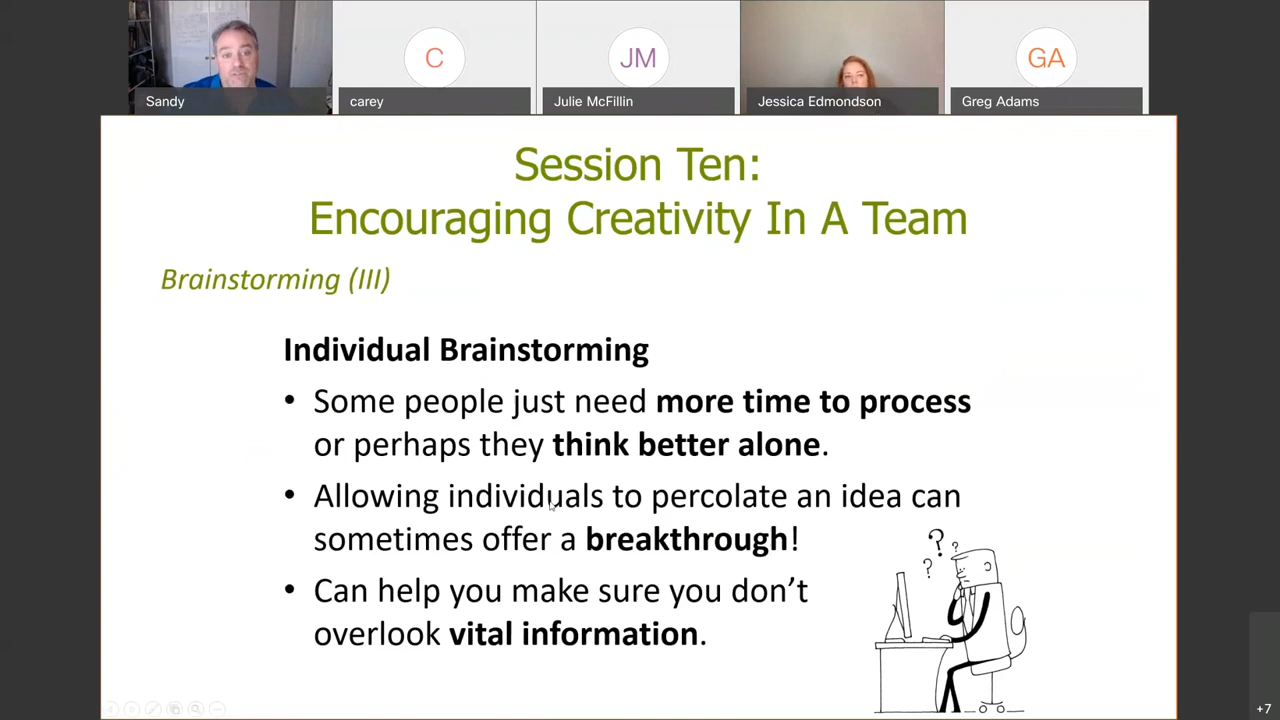 C
JM
GA
Sandy
carey
Julie McFillin
Jessica Edmondson
Greg Adams
Session Ten:
Encouraging Creativity In A Team
Brainstorming (III)
Individual Brainstorming
• Some people just need more time to process
or perhaps they think better alone.
• Allowing individuals to percolate an idea can
sometimes offer a breakthrough!
• Can help you make sure you don’t
overlook vital information.
? ?
?
+7